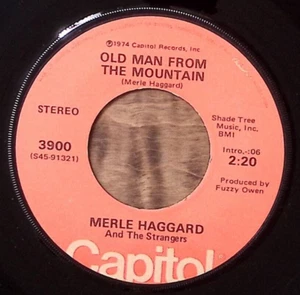 ℗1974 Capitol Records, Inc.
OLD MAN FROM
THE MOUNTAIN
(Merle Haggard)
STEREO
3900
(S45-91321)
Shade Tree
Music, Inc.
BMI
Intro.-:06
2:20
Produced by
Fuzzy Owen
MERLE HAGGARD
And The Strangers
Capitol